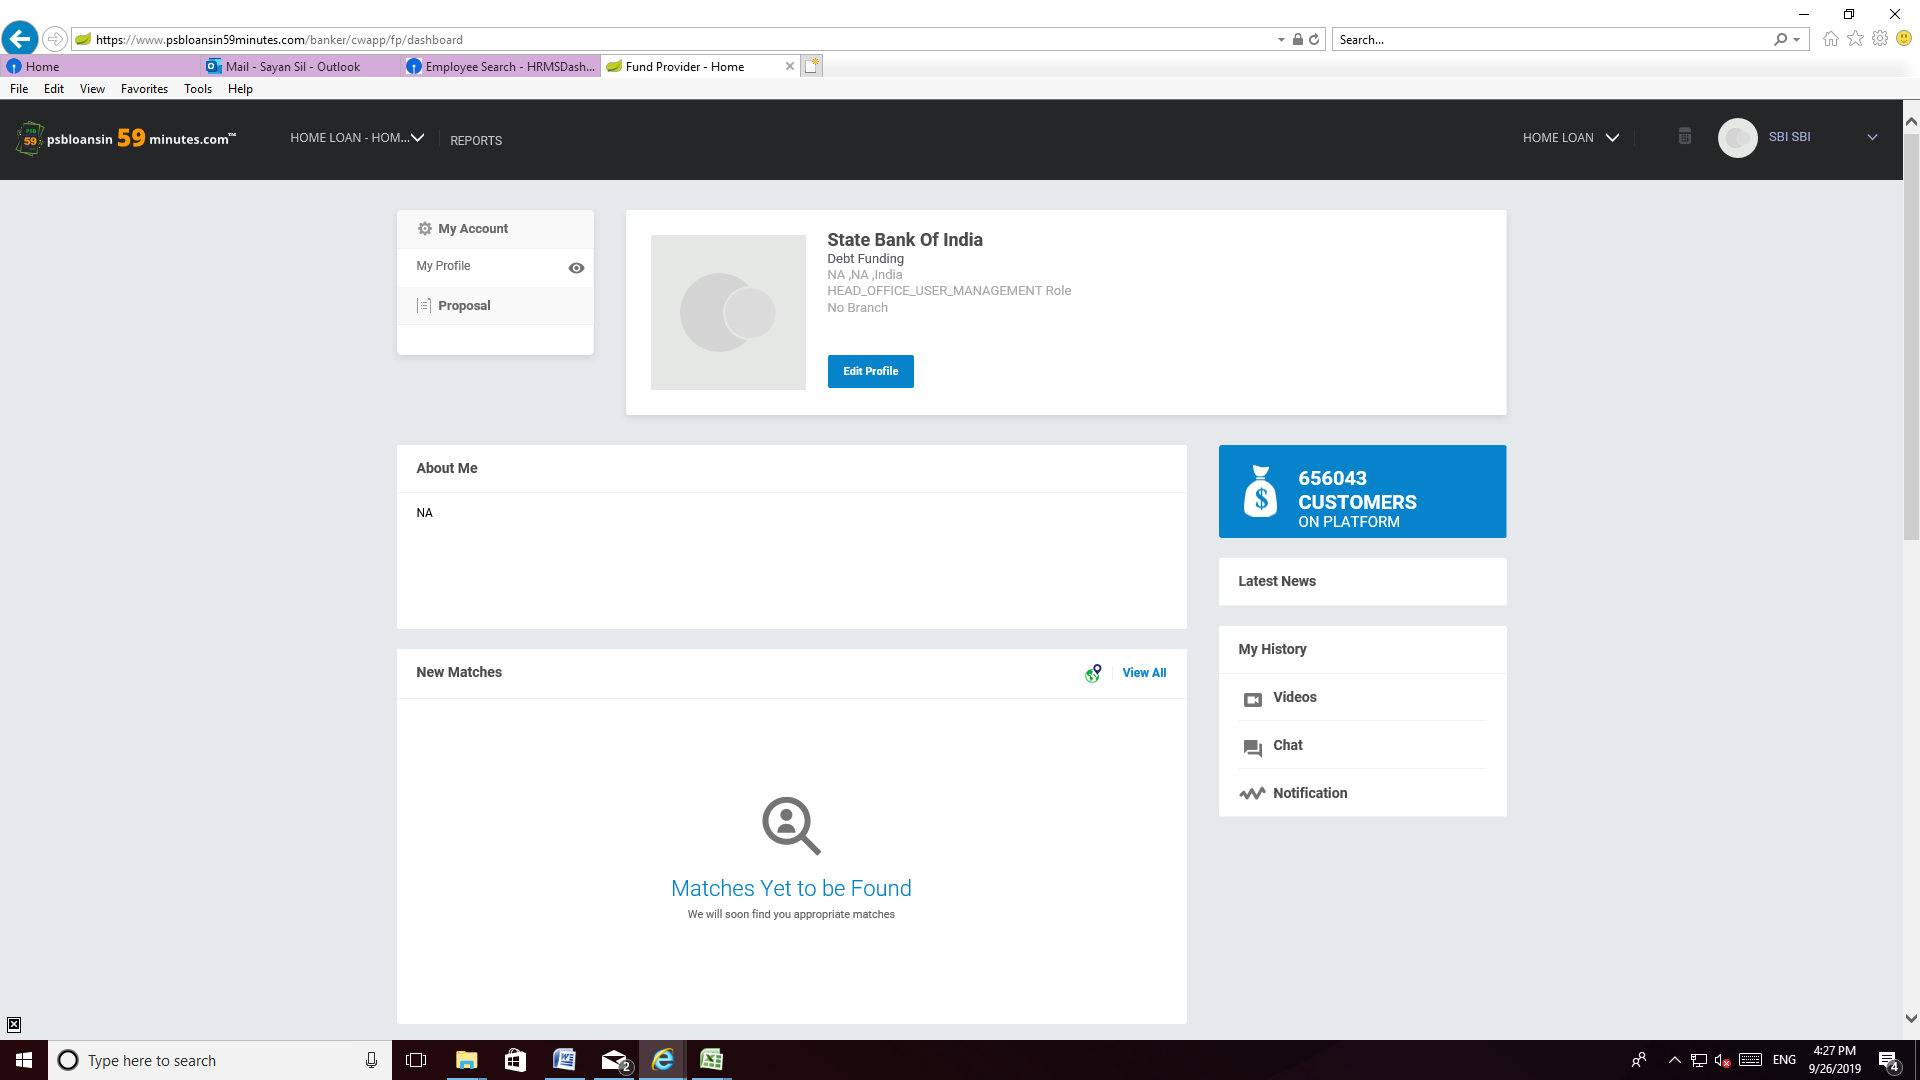 https://www.psbloansin59minutes.com/banker/cwapp/fp/dashboard
Search...
Home
Mail - Sayan Sil - Outlook
Employee Search - HRMSDash...
Fund Provider - Home
File Edit View Favorites Tools Help
psbloansin 59 minutes.com™
HOME LOAN - HOM...
REPORTS
HOME LOAN
SBI SBI
My Account
My Profile
Proposal
State Bank Of India
Debt Funding
NA ,NA ,India
HEAD_OFFICE_USER_MANAGEMENT Role
No Branch
Edit Profile
About Me
NA
656043
CUSTOMERS
ON PLATFORM
Latest News
New Matches
View All
Matches Yet to be Found
We will soon find you appropriate matches
My History
Videos
Chat
Notification
Type here to search
2
ENG
4:27 PM
9/26/2019
4